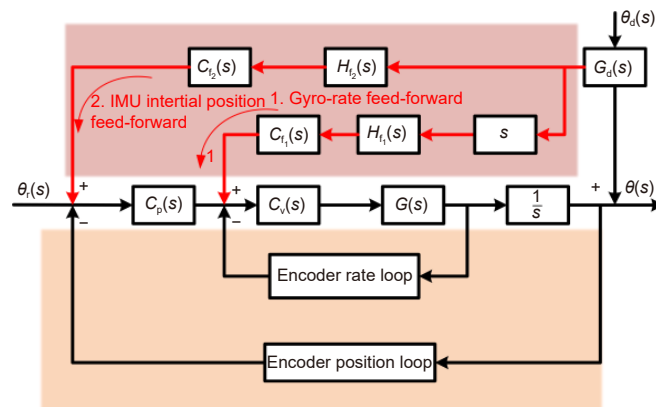 θd(s)
Cf2(s)
Hf2(s)
Gd(s)
2. IMU intertial position
feed-forward
1. Gyro-rate feed-forward
1
Cf1(s)
Hf1(s)
s
θr(s)
+
−
Cp(s)
+
−
Cv(s)
G(s)
1
s
+
θ(s)
Encoder rate loop
Encoder position loop